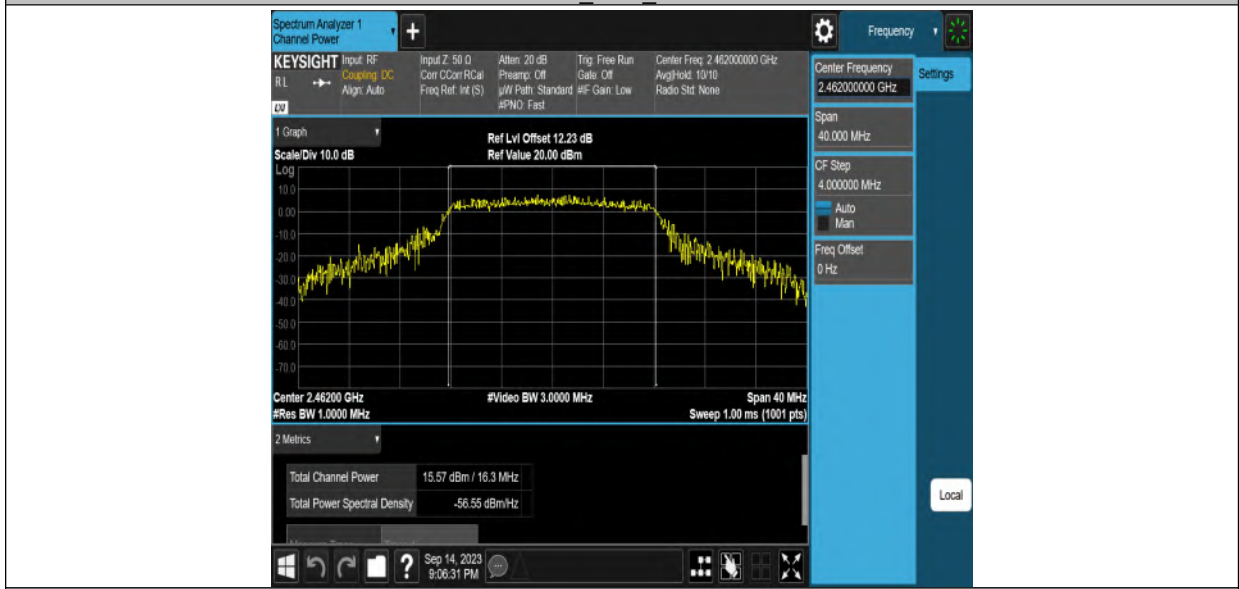 Spectrum Analyzer 1
Channel Power
+
Frequency
KEYSIGHT
RL
LXI
Input: RF
Coupling: DC
Align: Auto
Input Z: 50 Ω
Corr CCorr RCal
Freq Ref: Int (S)
Atten: 20 dB
Preamp: Off
µW Path: Standard
#PNO: Fast
Trig: Free Run
Gate: Off
#IF Gain: Low
Center Freq: 2.462000000 GHz
Avg|Hold: 10/10
Radio Std: None
Center Frequency
2.462000000 GHz
Settings
Span
40.000 MHz
CF Step
4.000000 MHz
Auto
Man
Freq Offset
0 Hz
1 Graph
Scale/Div 10.0 dB
Ref Lvl Offset 12.23 dB
Ref Value 20.00 dBm
Log
10.0
0.00
-10.0
-20.0
-30.0
-40.0
-50.0
-60.0
-70.0
Center 2.46200 GHz
#Video BW 3.0000 MHz
Span 40 MHz
#Res BW 1.0000 MHz
Sweep 1.00 ms (1001 pts)
2 Metrics
Total Channel Power 15.57 dBm / 16.3 MHz
Total Power Spectral Density -56.55 dBm/Hz
Local
?
Sep 14, 2023
9:06:31 PM